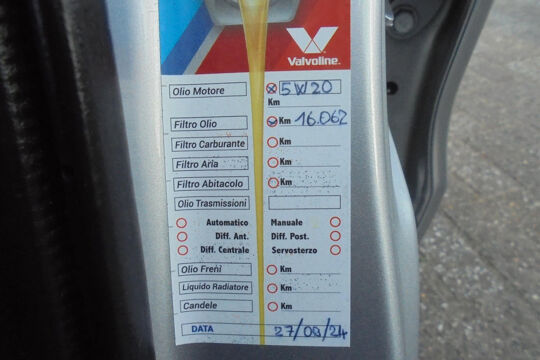 Valvoline.
Olio Motore 5W20
Km
Filtro Olio Km 16.062
Filtro Carburante Km
Filtro Aria Km
Filtro Abitacolo Km
Olio Trasmissioni
Automatico Manuale
Diff. Ant. Diff. Post.
Diff. Centrale Servosterzo
Olio Freni Km
Liquido Radiatore Km
Candele Km
DATA 27/08/24